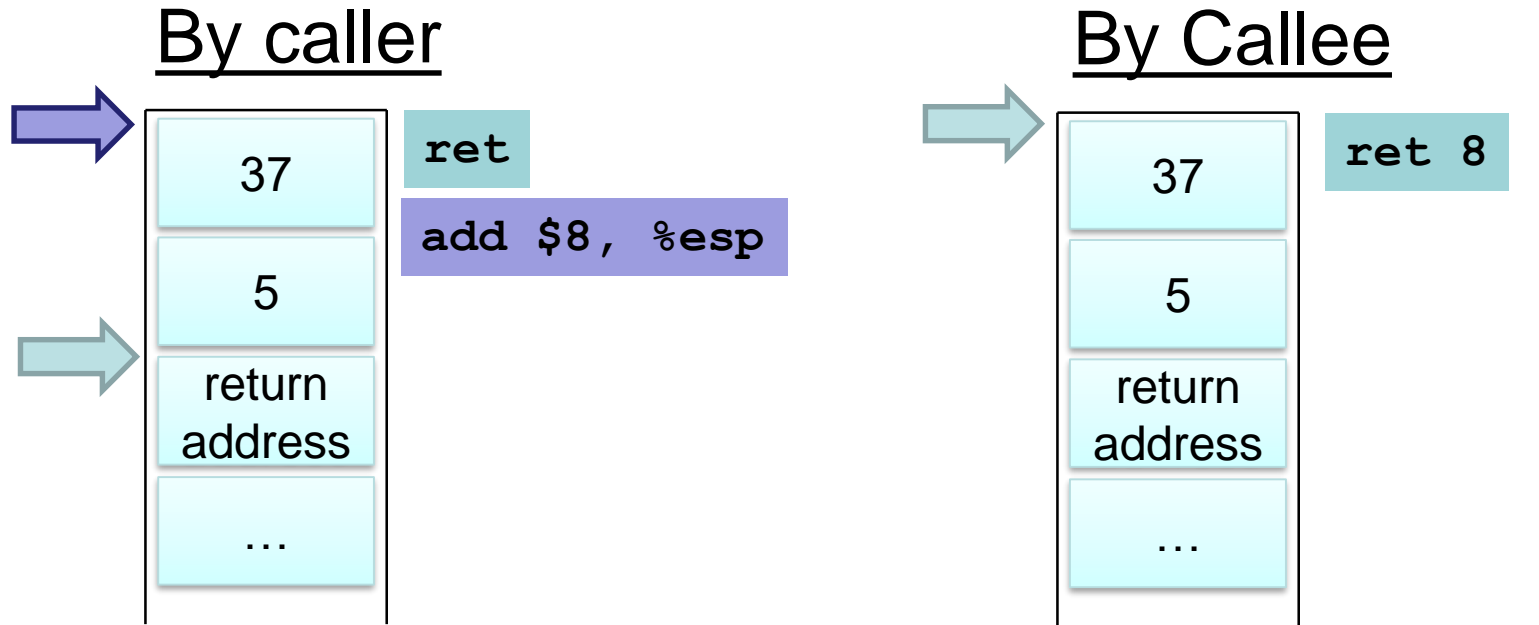 By caller
37
ret
add $8, %esp
5
return
address
…
By Callee
37
ret 8
5
return
address
…